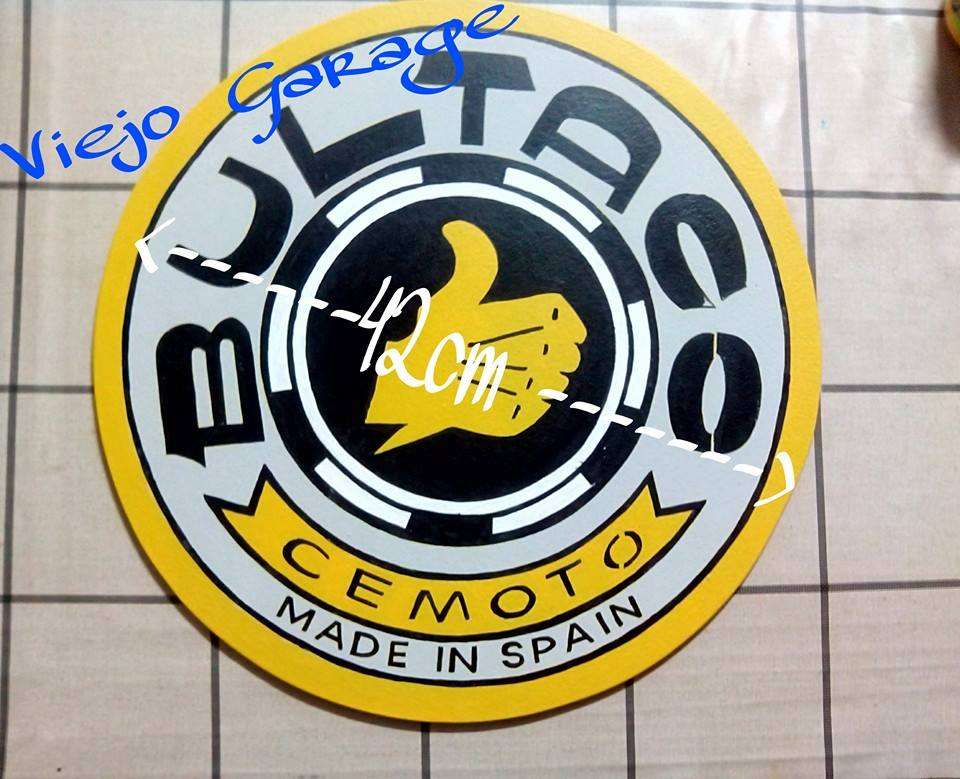 Viejo Garage
BULTACO
42cm
CEMOTO
MADE IN SPAIN